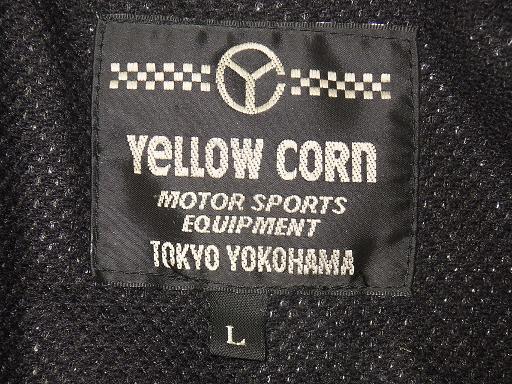 YeLLOW CORn
MOTOR SPORTS
EQUIPMENT
TOKYO YOKOHAMA
L